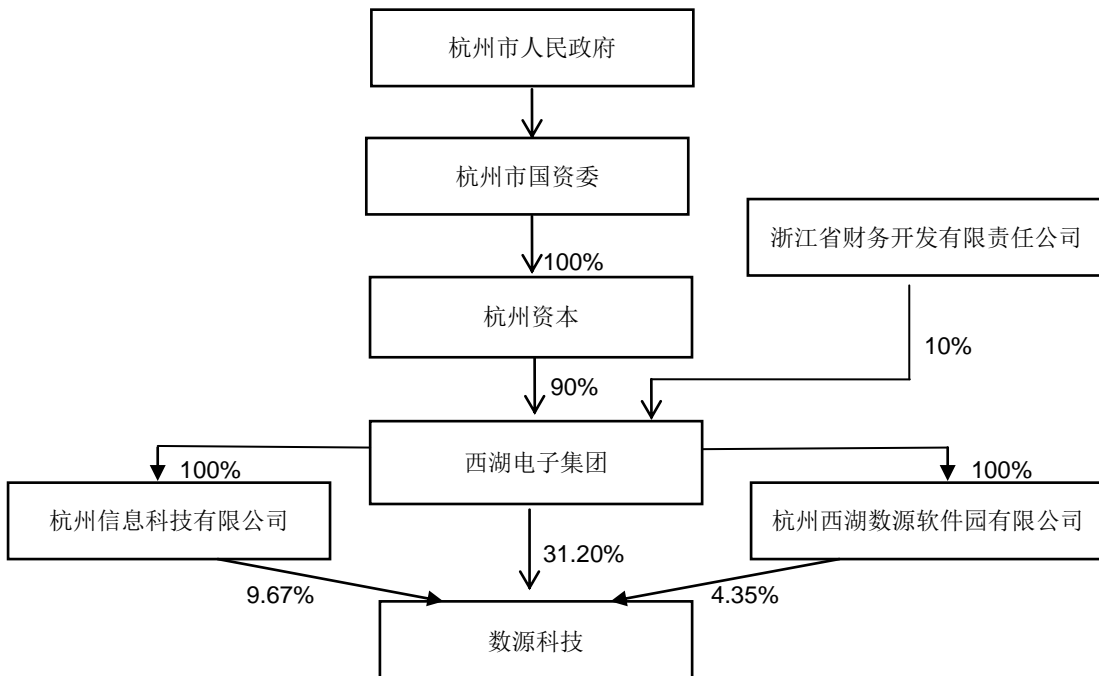 杭州市人民政府
杭州市国资委
浙江省财务开发有限责任公司
100%
杭州资本
10%
90%
西湖电子集团
100%
100%
杭州信息科技有限公司
杭州西湖数源软件园有限公司
31.20%
9.67%
4.35%
数源科技